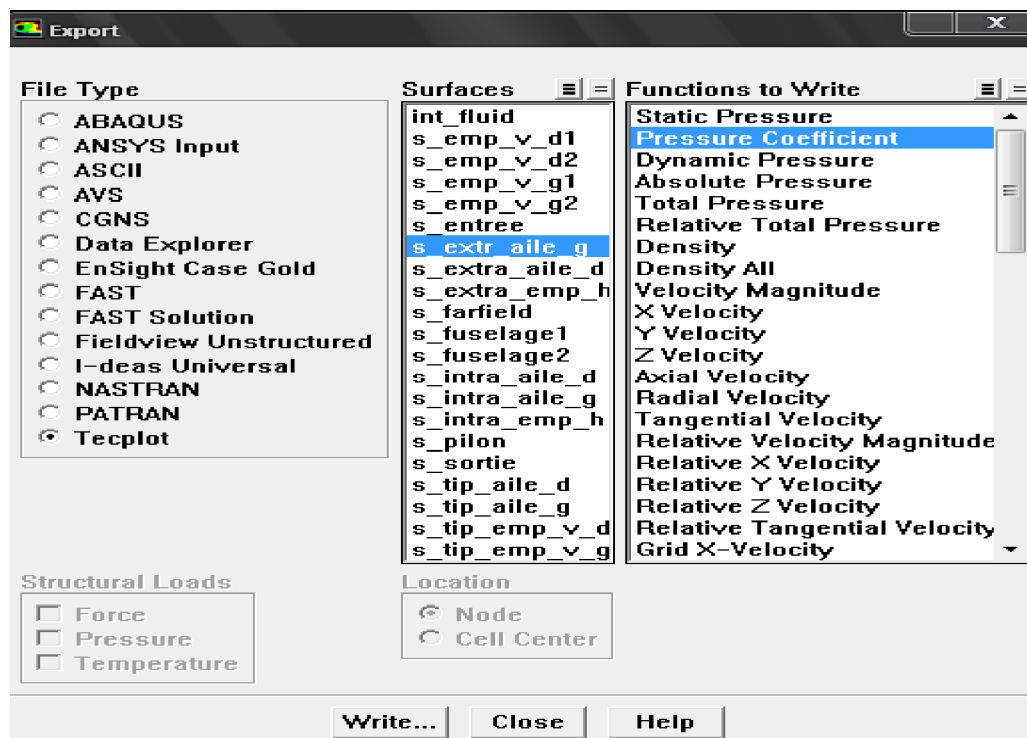 Export
File Type
ABAQUS
ANSYS Input
ASCII
AVS
CGNS
Data Explorer
EnSight Case Gold
FAST
FAST Solution
Fieldview Unstructured
I-deas Universal
NASTRAN
PATRAN
Tecplot
Surfaces
int_fluid
s_emp_v_d1
s_emp_v_d2
s_emp_v_g1
s_emp_v_g2
s_entree
s_extr_aile_g
s_extra_aile_d
s_extra_emp_h
s_farfield
s_fuselage1
s_fuselage2
s_intra_aile_d
s_intra_aile_g
s_intra_emp_h
s_pilon
s_sortie
s_tip_aile_d
s_tip_aile_g
s_tip_emp_v_d
s_tip_emp_v_g
Functions to Write
Static Pressure
Pressure Coefficient
Dynamic Pressure
Absolute Pressure
Total Pressure
Relative Total Pressure
Density
Density All
Velocity Magnitude
X Velocity
Y Velocity
Z Velocity
Axial Velocity
Radial Velocity
Tangential Velocity
Relative Velocity Magnitude
Relative X Velocity
Relative Y Velocity
Relative Z Velocity
Relative Tangential Velocity
Grid X-Velocity
Structural Loads
Force
Pressure
Temperature
Location
Node
Cell Center
Write...
Close
Help